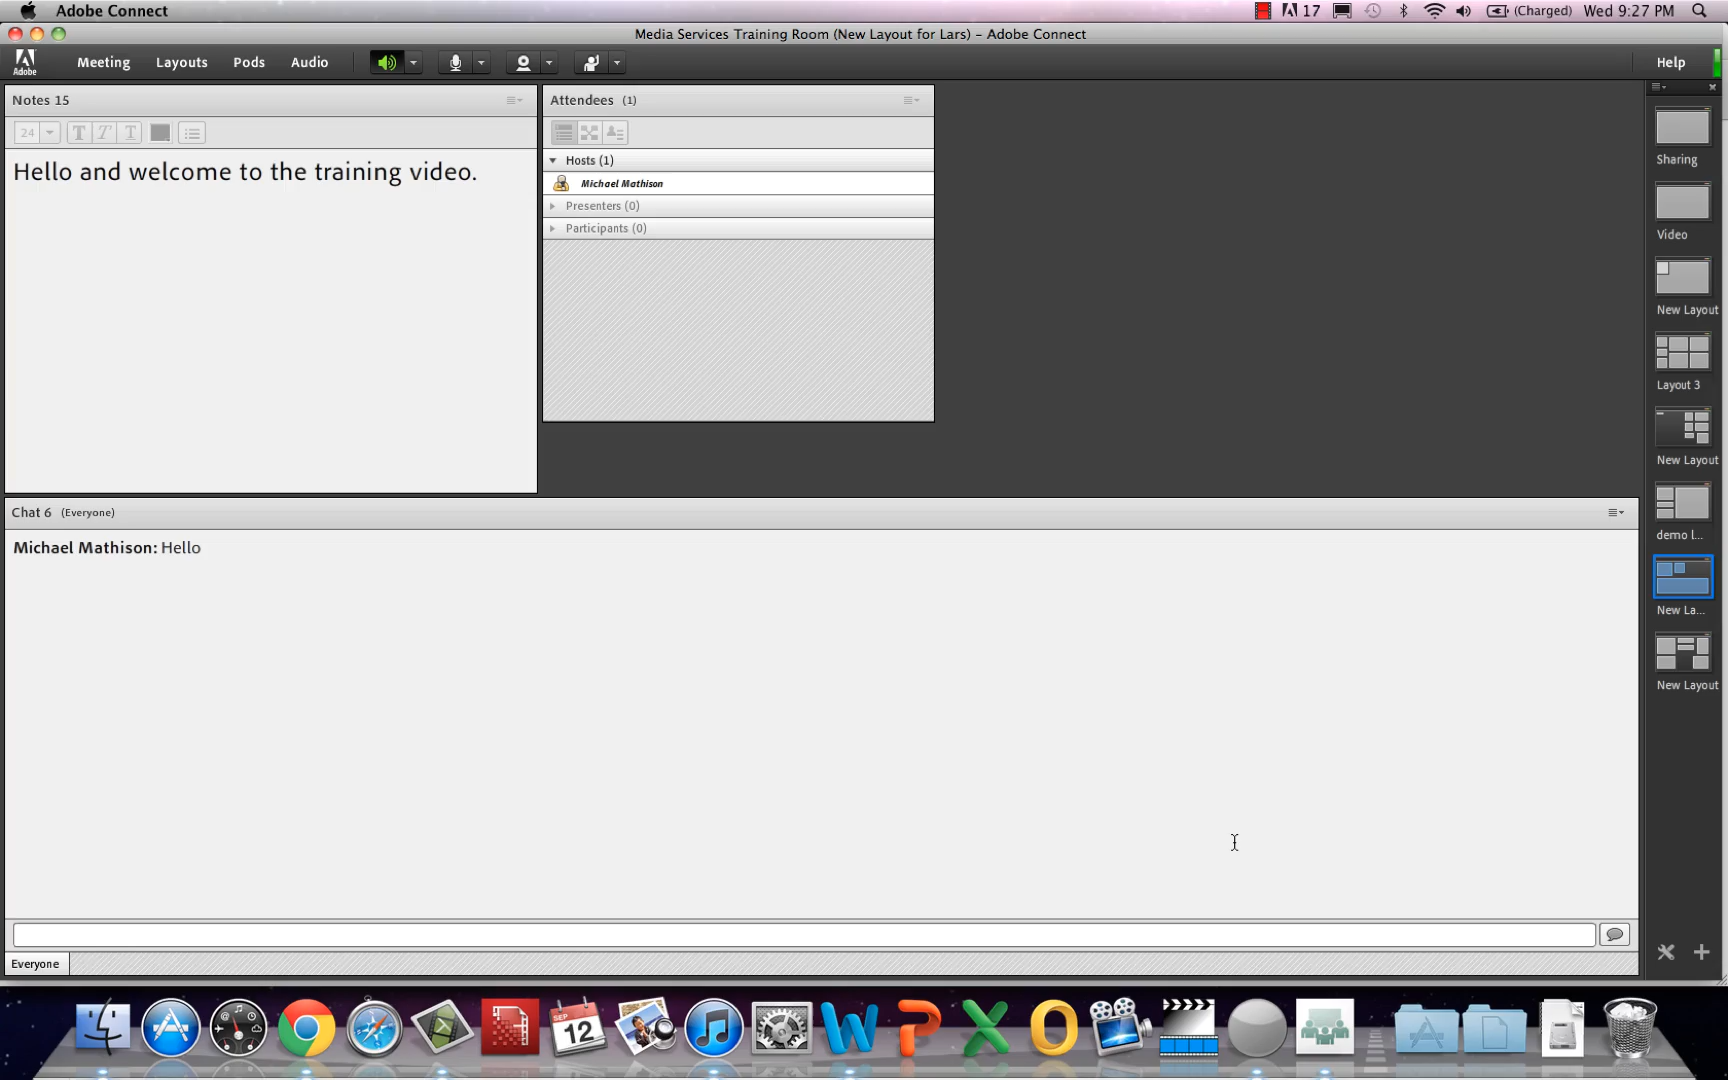 Adobe Connect
17
(Charged)
Wed 9:27 PM
Media Services Training Room (New Layout for Lars) – Adobe Connect
Adobe
Meeting
Layouts
Pods
Audio
Help
Notes 15
24
T
T
T
Hello and welcome to the training video.
Attendees (1)
Hosts (1)
Michael Mathison
Presenters (0)
Participants (0)
Chat 6 (Everyone)
Michael Mathison: Hello
Everyone
Sharing
Video
New Layout
Layout 3
New Layout
demo l...
New La...
New Layout
SEP
12